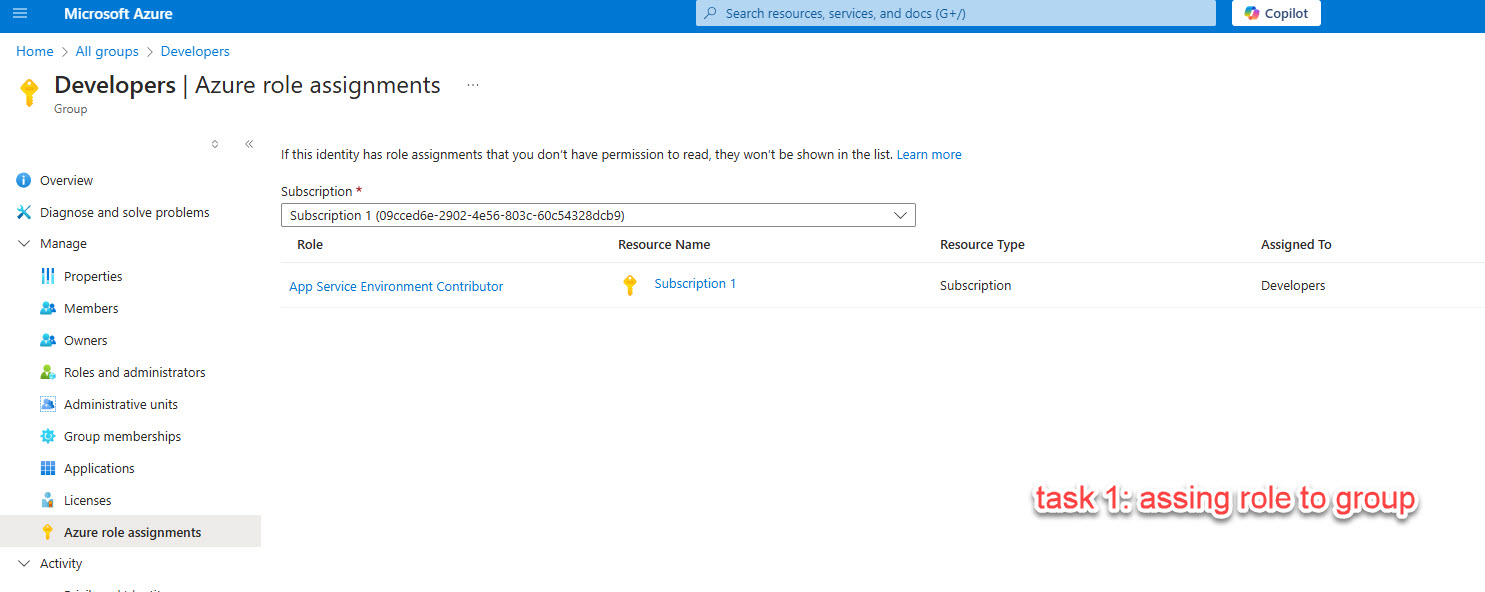 Microsoft Azure
Search resources, services, and docs (G+/)
Copilot
Home > All groups > Developers
Developers | Azure role assignments ...
Group
If this identity has role assignments that you don't have permission to read, they won't be shown in the list. Learn more
Overview
Diagnose and solve problems
Manage
Properties
Members
Owners
Roles and administrators
Administrative units
Group memberships
Applications
Licenses
Azure role assignments
Activity
Subscription *
Subscription 1 (09cced6e-2902-4e56-803c-60c54328dcb9)
Role Resource Name Resource Type Assigned To
App Service Environment Contributor Subscription 1 Subscription Developers
task 1: assing role to group